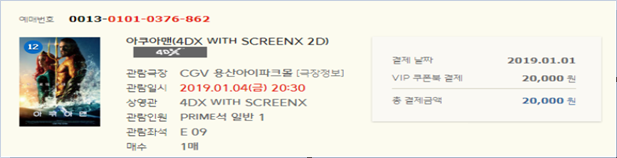 예매번호 0013-0101-0376-862
12
아쿠아맨
아쿠아맨(4DX WITH SCREENX 2D)
4DX
관람극장 CGV 용산아이파크몰 [극장정보]
관람일시 2019.01.04(금) 20:30
상영관 4DX WITH SCREENX
관람인원 PRIME석 일반 1
관람좌석 E 09
매수 1매
결제 날짜 2019.01.01
VIP 쿠폰북 결제 20,000 원
총 결제금액 20,000 원